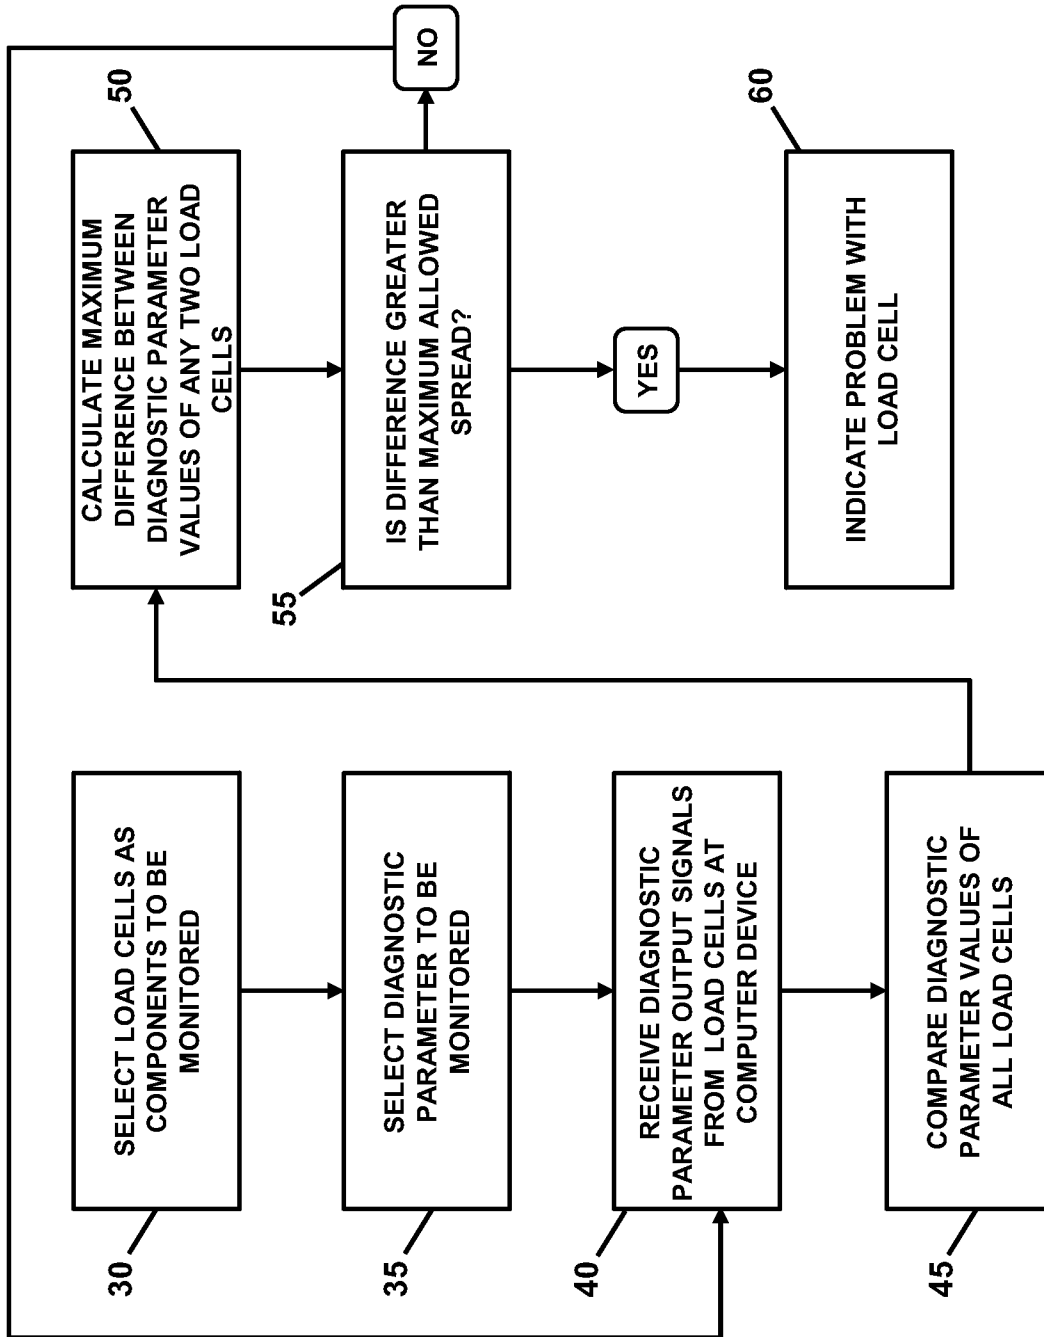 30
SELECT LOAD CELLS AS
COMPONENTS TO BE
MONITORED
35
SELECT DIAGNOSTIC
PARAMETER TO BE
MONITORED
40
RECEIVE DIAGNOSTIC
PARAMETER OUTPUT SIGNALS
FROM LOAD CELLS AT
COMPUTER DEVICE
45
COMPARE DIAGNOSTIC
PARAMETER VALUES OF
ALL LOAD CELLS
50
CALCULATE MAXIMUM
DIFFERENCE BETWEEN
DIAGNOSTIC PARAMETER
VALUES OF ANY TWO LOAD
CELLS
55
IS DIFFERENCE GREATER
THAN MAXIMUM ALLOWED
SPREAD?
NO
YES
60
INDICATE PROBLEM WITH
LOAD CELL